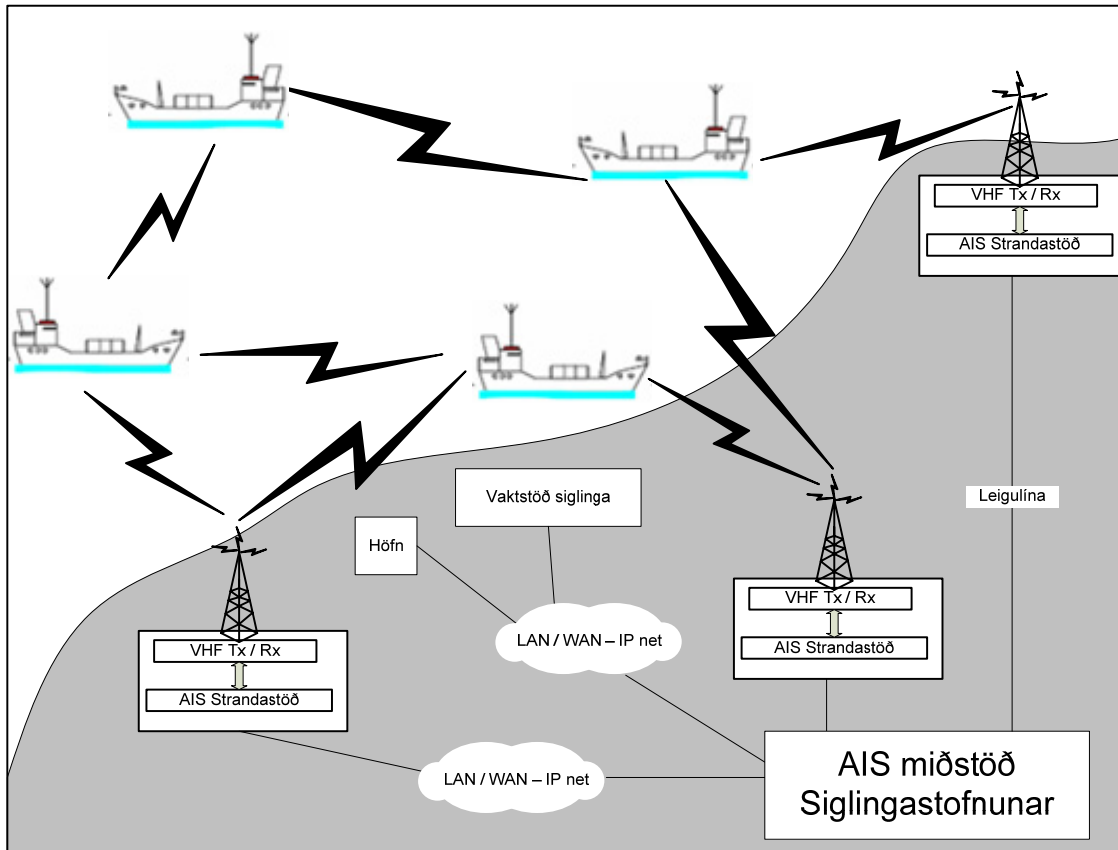 VHF Tx / Rx
AIS Strandastöð
Leigulína
Vaktstöð siglinga
Höfn
LAN / WAN – IP net
VHF Tx / Rx
AIS Strandastöð
VHF Tx / Rx
AIS Strandastöð
LAN / WAN – IP net
AIS miðstöð
Siglingastofnunar